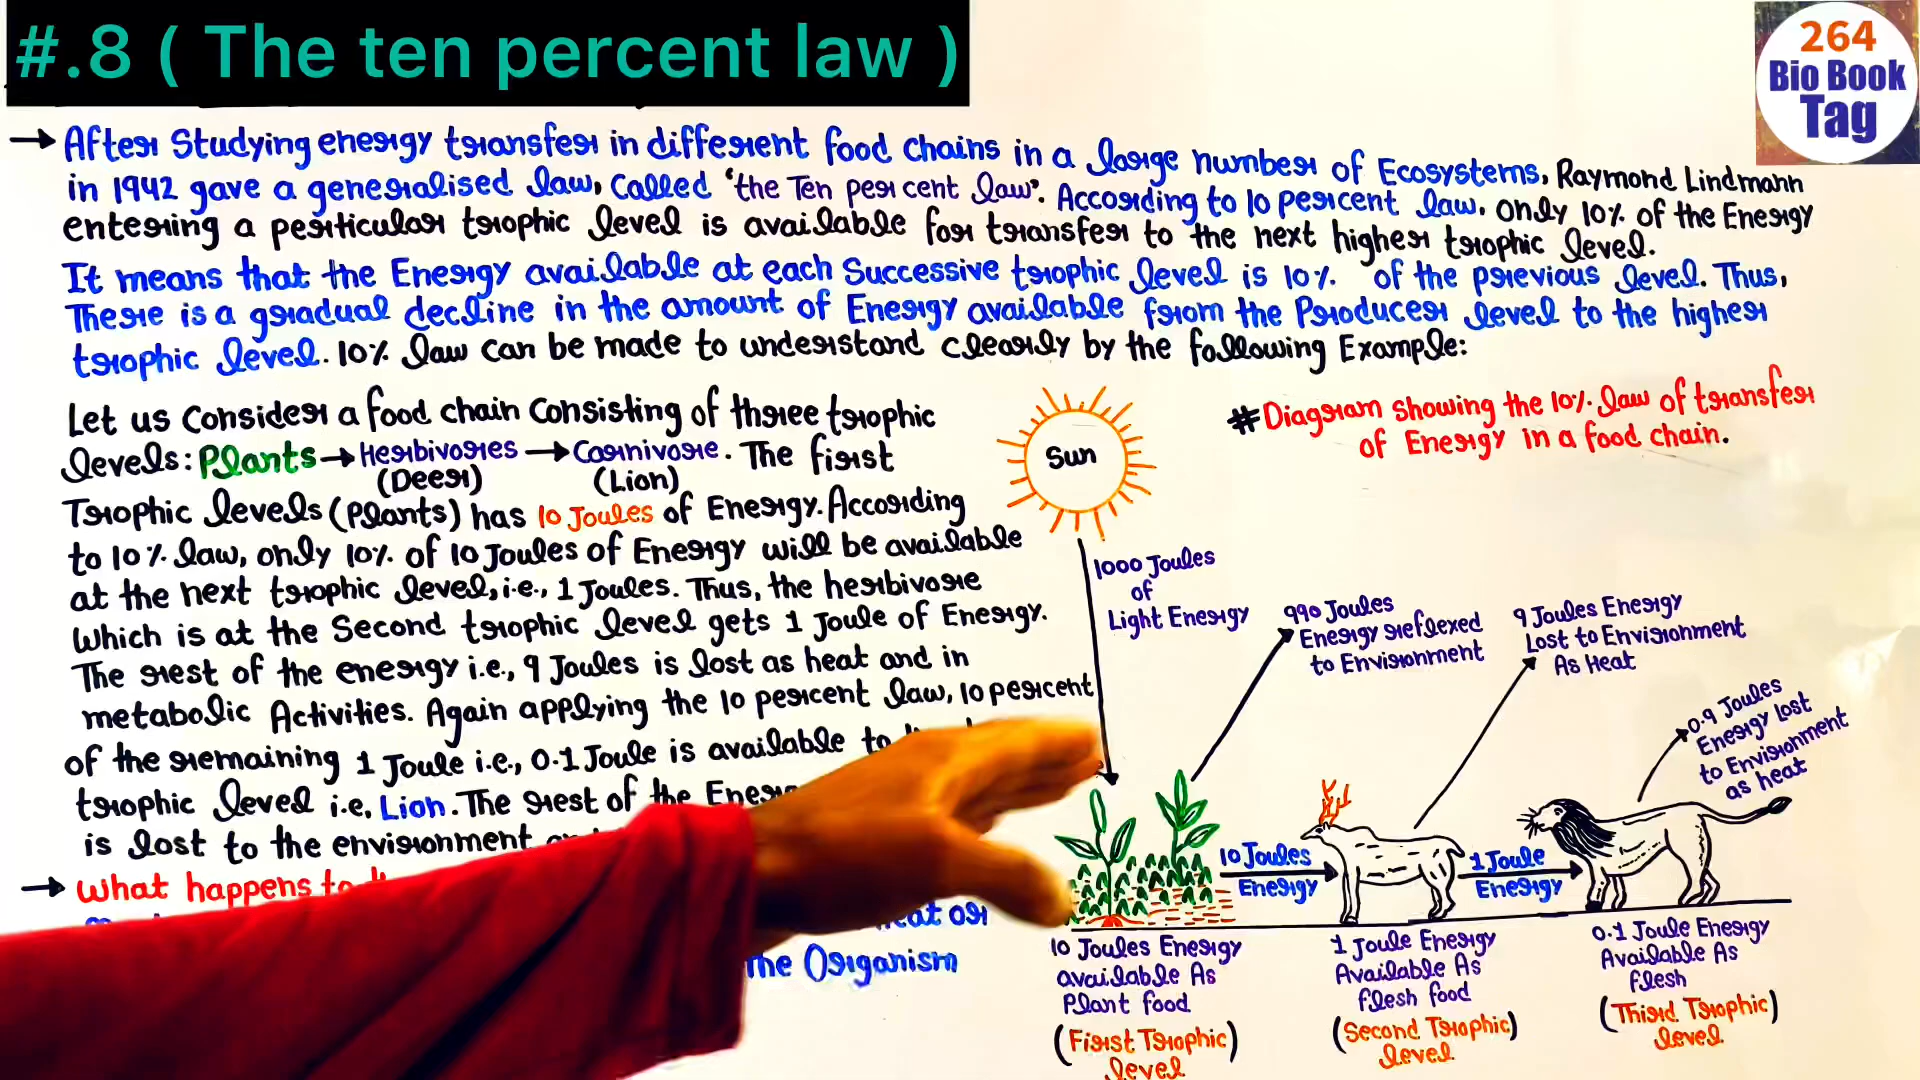 #.8 ( The ten percent law )
264
Bio Book
Tag
→ After Studying energy transfer in different food chains in a large number of Ecosystems, Raymond Lindmann
in 1942 gave a generalised law, Called 'the Ten percent law'. According to 10 percent law, only 10% of the Energy
entering a perticular trophic level is available for transfer to the next higher trophic level.
It means that the Energy available at each Successive trophic level is 10% of the previous level. Thus,
There is a gradual decline in the amount of Energy available from the Producer level to the higher
trophic level. 10% law can be made to understand clearly by the following Example:
Let us Consider a food chain Consisting of three trophic
levels: Plants → Herbivories → Carnivore. The first
(Deer) (Lion)
Trophic levels (Plants) has 10 Joules of Energy. According
to 10% law, only 10% of 10 Joules of Energy will be available
at the next trophic level, i.e., 1 Joules. Thus, the herbivore
which is at the Second trophic level gets 1 Joule of Energy.
The rest of the energy i.e., 9 Joules is lost as heat and in
metabolic Activities. Again applying the 10 percent law, 10 percent
of the remaining 1 Joule i.e., 0.1 Joule is available to
trophic level i.e, Lion. The rest of the
is lost to the environment
→ What happens to
heat or
the Organism
# Diagram showing the 10% law of transfer
of Energy in a food chain.
Sun
1000 Joules
of
Light Energy
990 Joules
Energy reflexed
to Environment
9 Joules Energy
Lost to Environment
As Heat
0.9 Joules
Energy Lost
to Environment
as heat
10 Joules
Energy
1 Joule
Energy
10 Joules Energy
available As
Plant food
(First Trophic)
level
1 Joule Energy
Available As
flesh food
(Second Trophic)
level
0.1 Joule Energy
Available As
flesh
(Third Trophic)
level